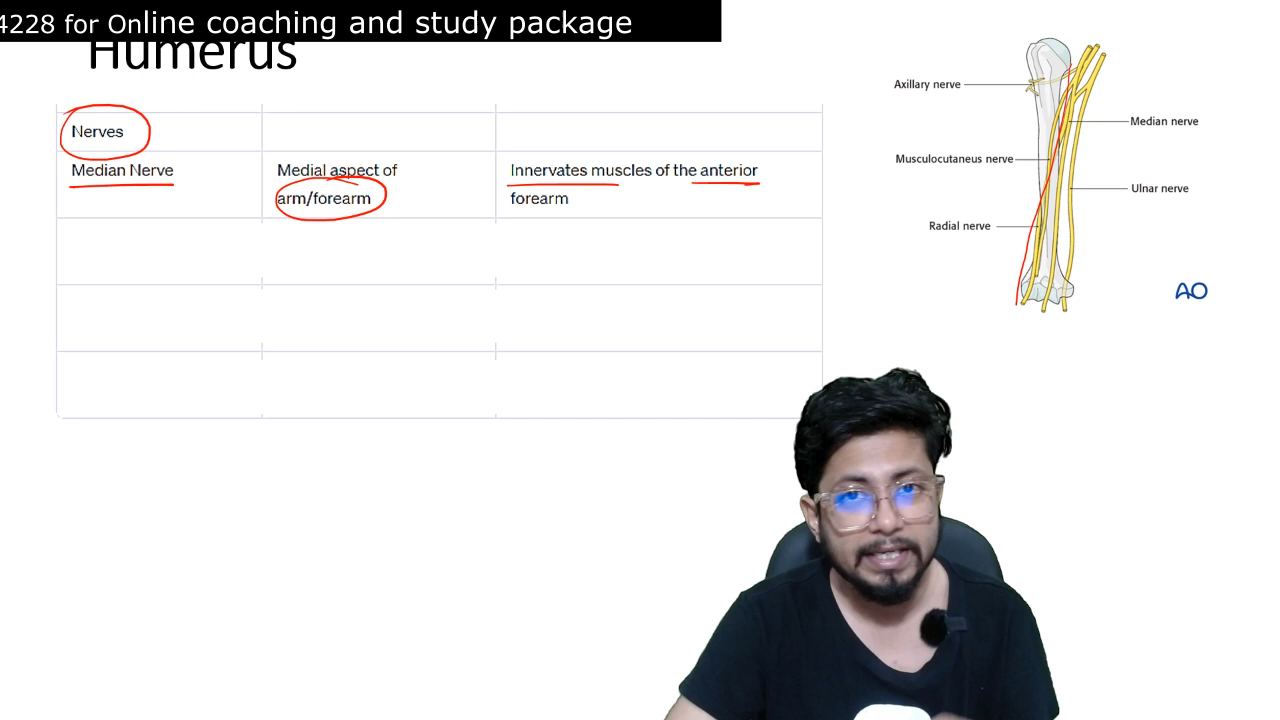 4228 for Online coaching and study package
Humerus
Nerves
Median Nerve
Medial aspect of
arm/forearm
Innervates muscles of the anterior
forearm
Axillary nerve
Median nerve
Musculocutaneus nerve
Ulnar nerve
Radial nerve
AO